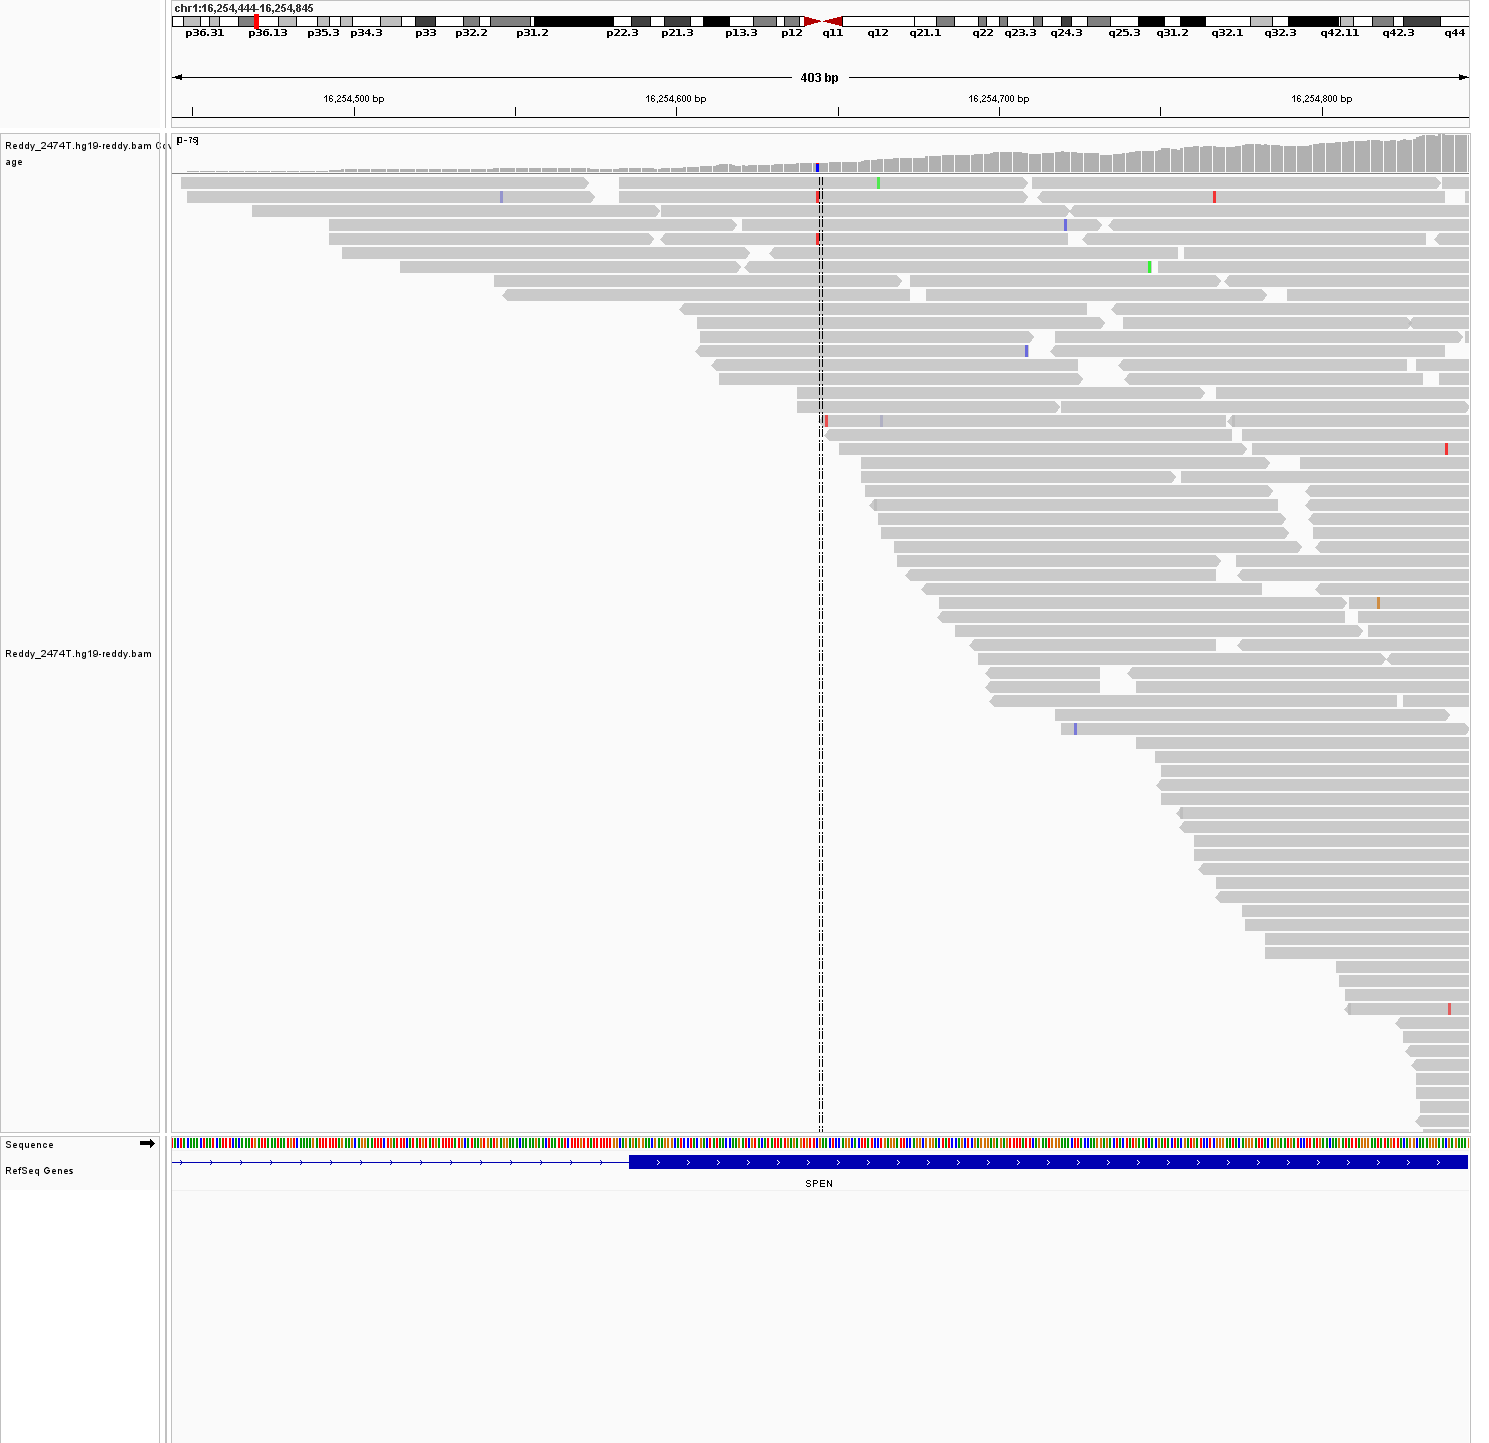 chr1:16,254,444-16,254,845
p36.31 p36.13 p35.3 p34.3 p33 p32.2 p31.2 p22.3 p21.3 p13.3 p12 q11 q12 q21.1 q22 q23.3 q24.3 q25.3 q31.2 q32.1 q32.3 q42.11 q42.3 q44
403 bp
16,254,500 bp 16,254,600 bp 16,254,700 bp 16,254,800 bp
[0 - 79]
Reddy_2474T.hg19-reddy.bam Cov
age
Reddy_2474T.hg19-reddy.bam
Sequence
RefSeq Genes
SPEN